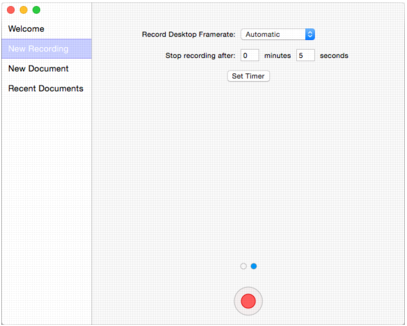 Welcome
New Recording
New Document
Recent Documents
Record Desktop Framerate: Automatic
Stop recording after: 0 minutes 5 seconds
Set Timer